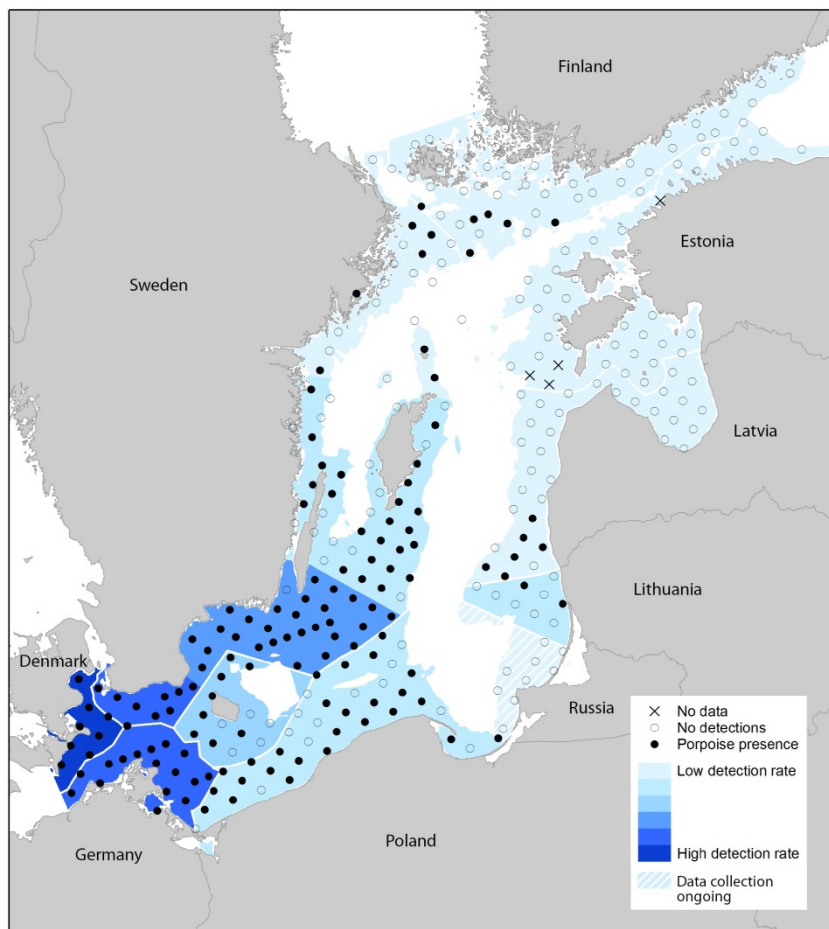 Finland
Estonia
Sweden
Latvia
Lithuania
Denmark
Russia
No data
No detections
Porpoise presence
Low detection rate
High detection rate
Data collection
ongoing
Poland
Germany